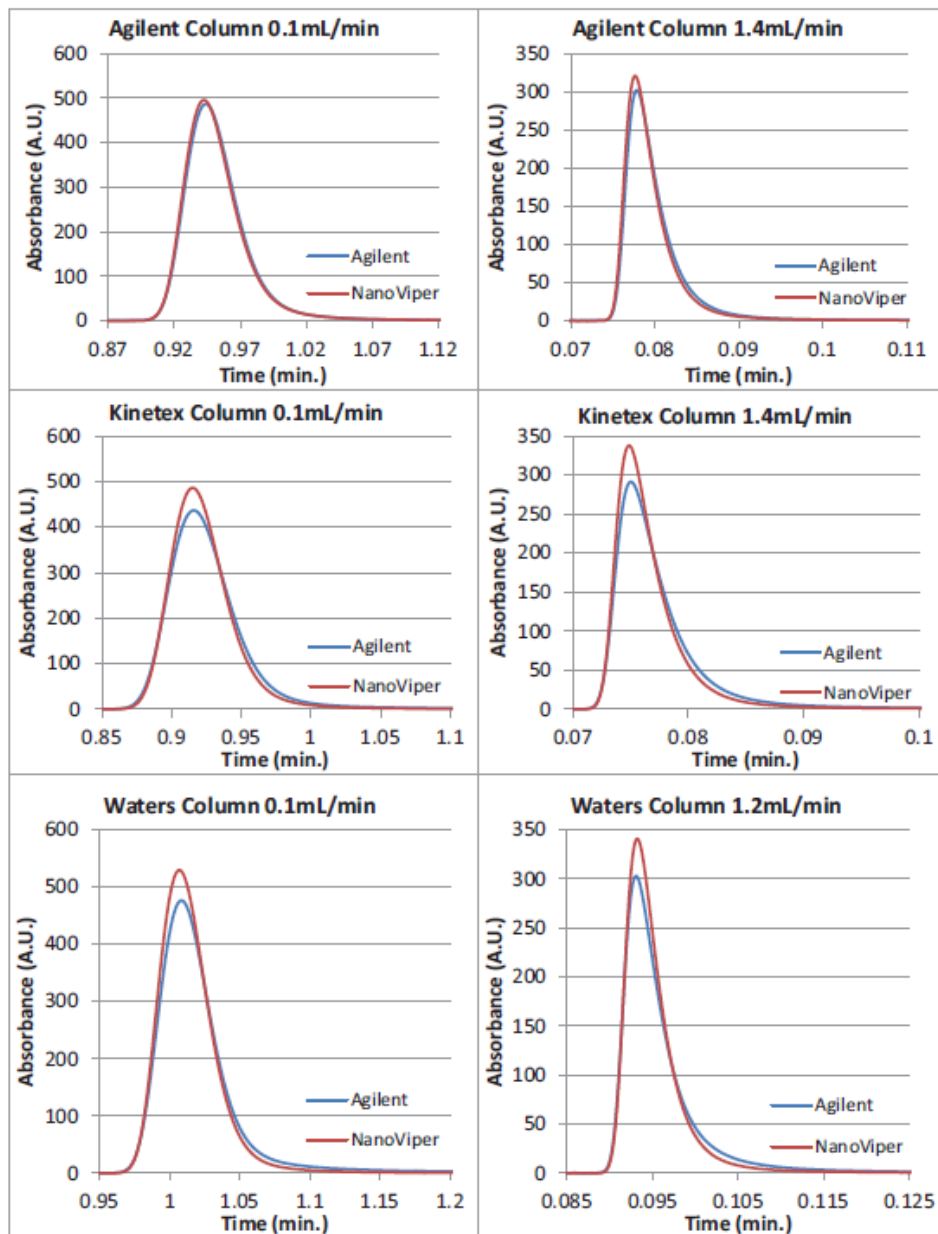 Agilent Column 0.1mL/min
600
500
400
300
200
100
0
Absorbance (A.U.)
Agilent
NanoViper
0.87 0.92 0.97 1.02 1.07 1.12
Time (min.)
Agilent Column 1.4mL/min
350
300
250
200
150
100
50
0
Absorbance (A.U.)
Agilent
NanoViper
0.07 0.08 0.09 0.1 0.11
Time (min.)
Kinetex Column 0.1mL/min
600
500
400
300
200
100
0
Absorbance (A.U.)
Agilent
NanoViper
0.85 0.9 0.95 1 1.05 1.1
Time (min.)
Kinetex Column 1.4mL/min
350
300
250
200
150
100
50
0
Absorbance (A.U.)
Agilent
NanoViper
0.07 0.08 0.09 0.1
Time (min.)
Waters Column 0.1mL/min
600
500
400
300
200
100
0
Absorbance (A.U.)
Agilent
NanoViper
0.95 1 1.05 1.1 1.15 1.2
Time (min.)
Waters Column 1.2mL/min
350
300
250
200
150
100
50
0
Absorbance (A.U.)
Agilent
NanoViper
0.085 0.095 0.105 0.115 0.125
Time (min.)